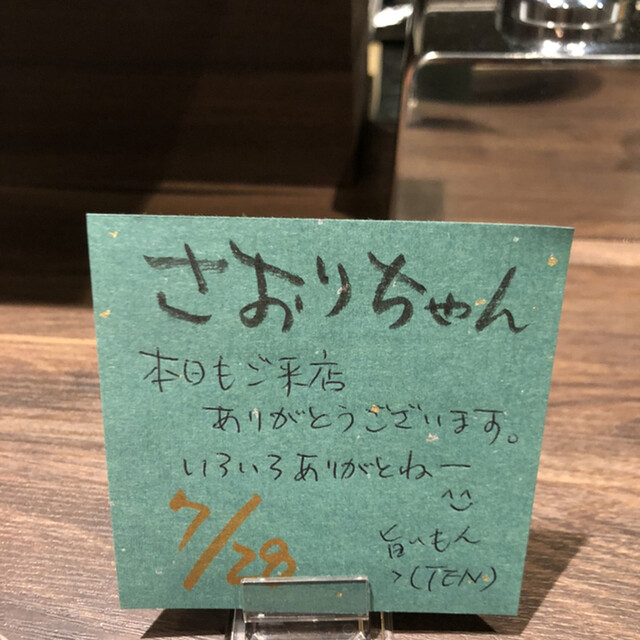 さおりちゃん
本日もご来店
ありがとうございます。
いろいろありがとねー
^^
7/28
旨いもん
(TEN)